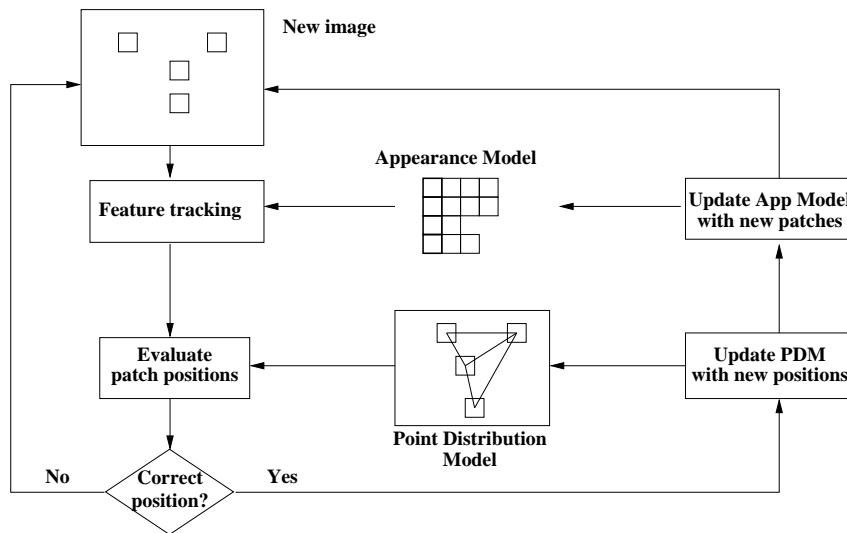 New image
Appearance Model
Feature tracking
Update App Model
with new patches
Evaluate
patch positions
Update PDM
with new positions
Point Distribution
Model
No
Correct
position?
Yes